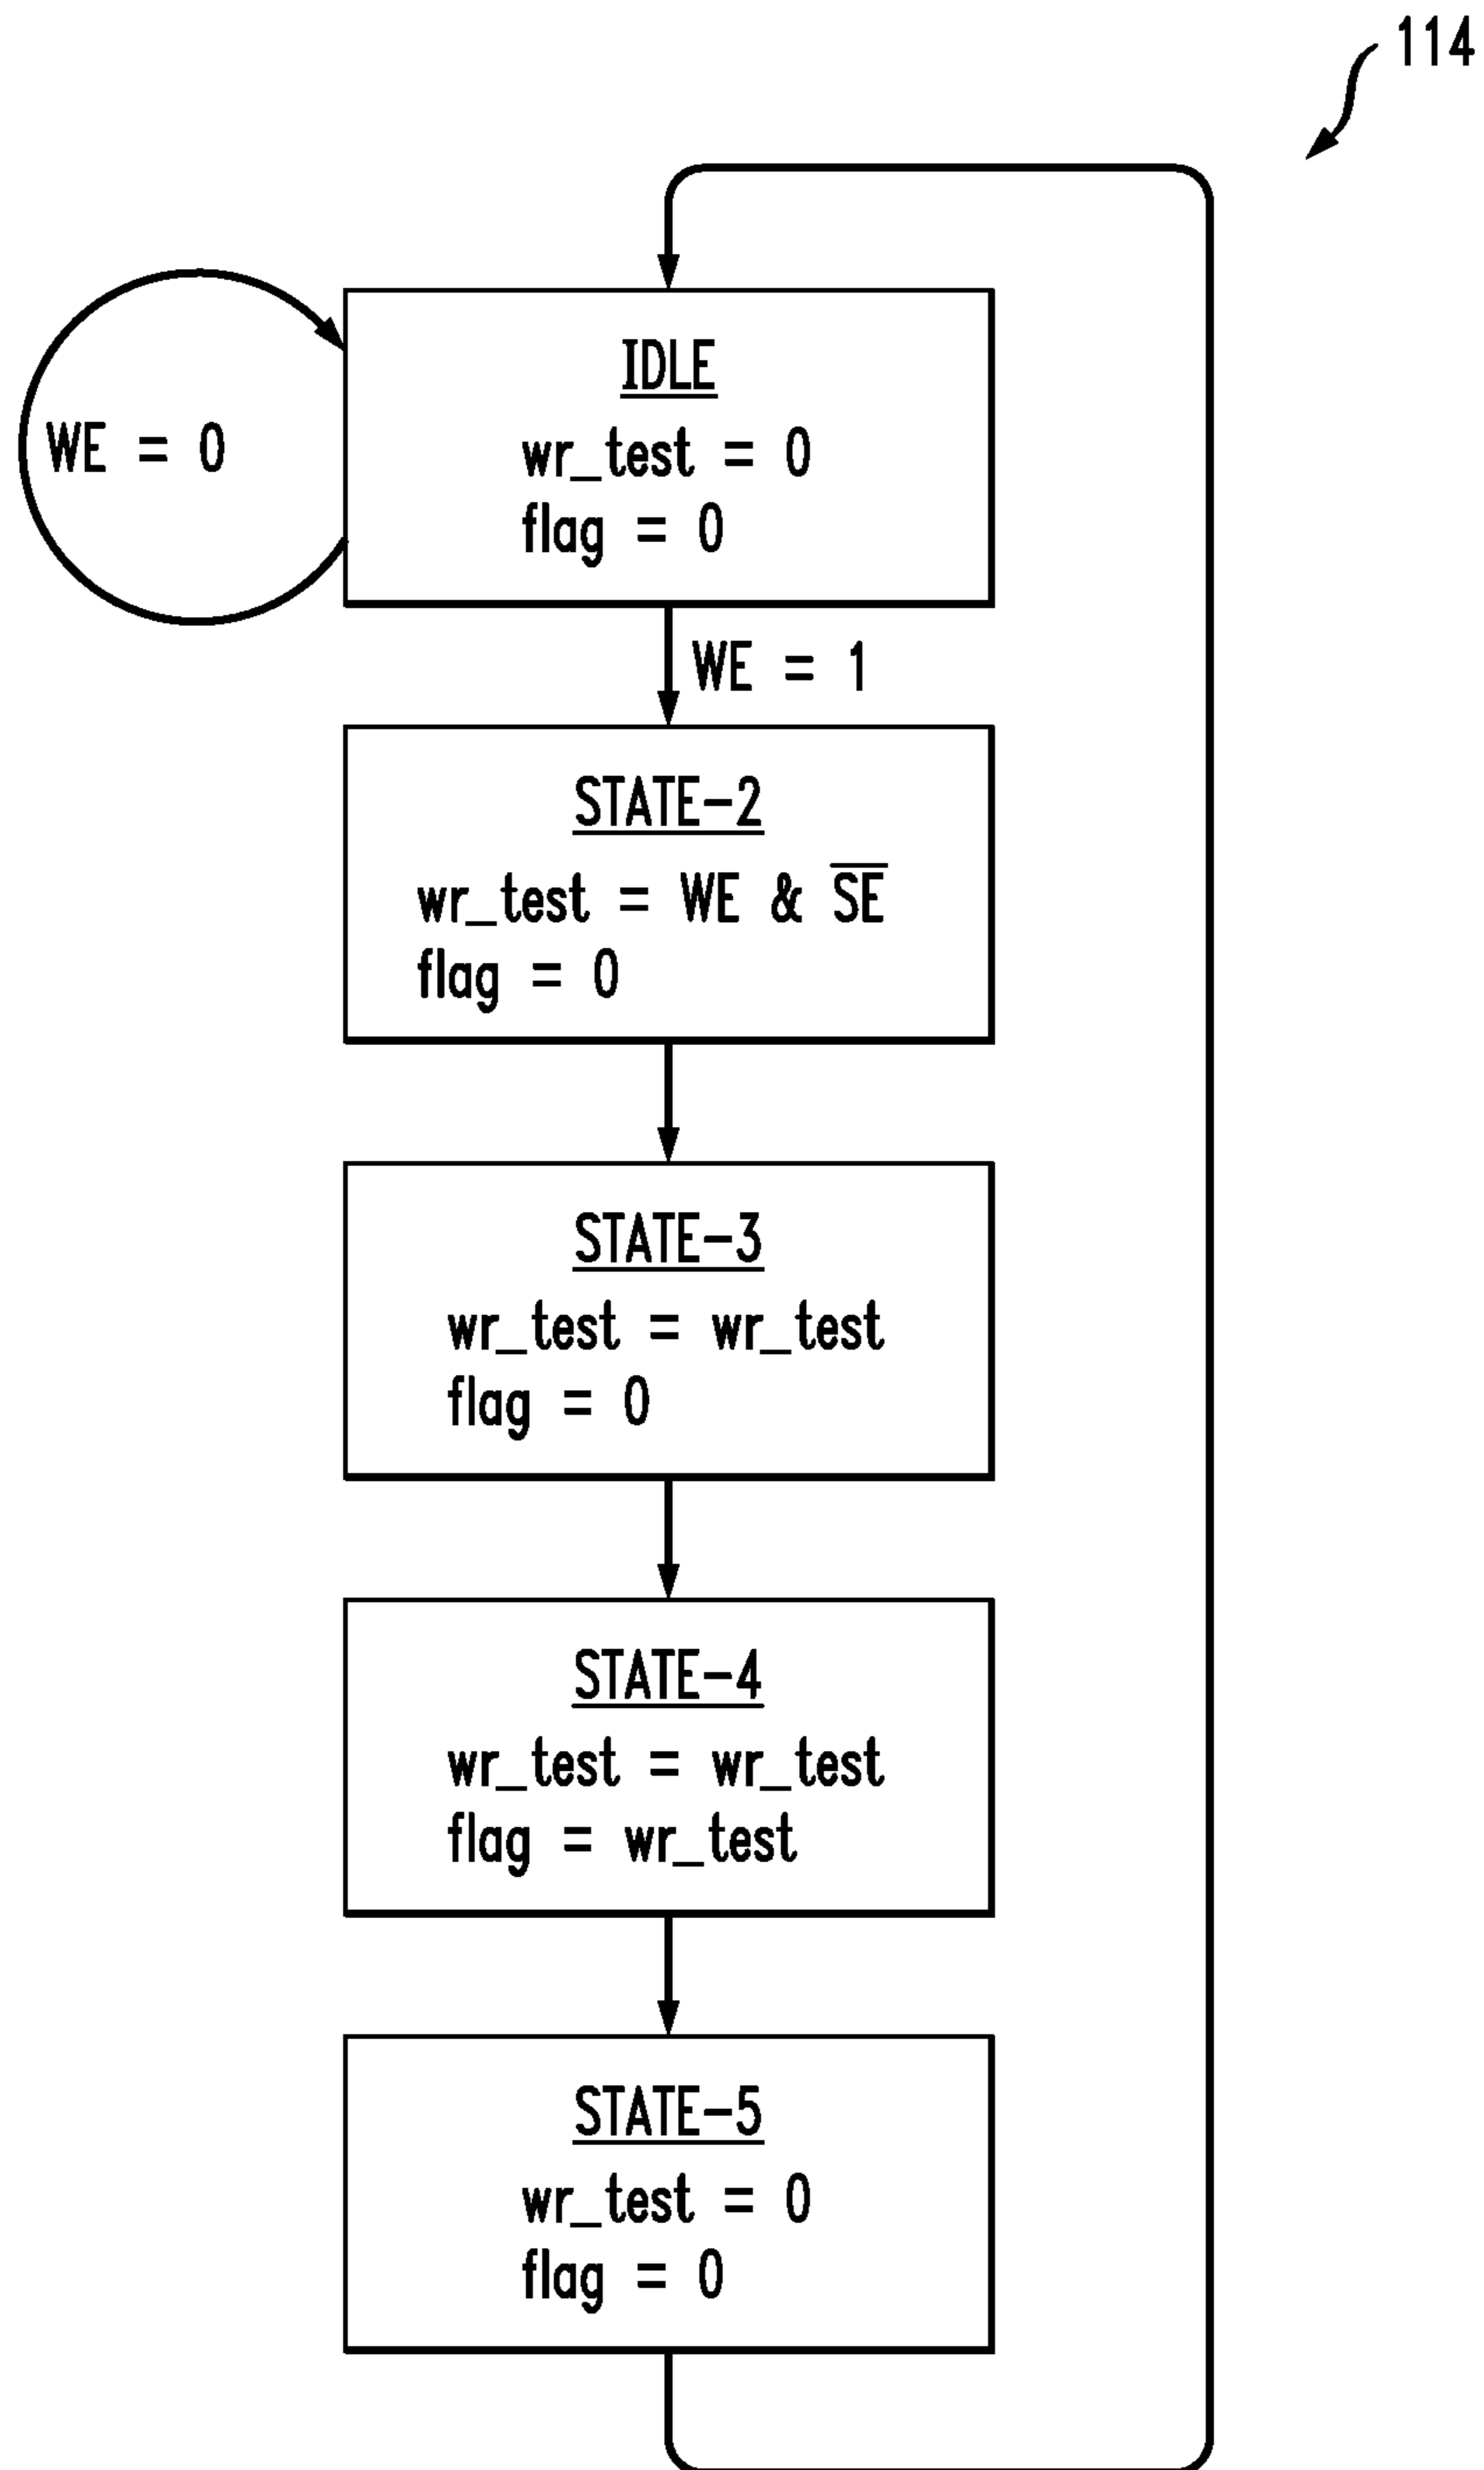 114
IDLE
wr_test = 0
flag = 0
WE = 0
WE = 1
STATE-2
wr_test = WE & S̅E̅
flag = 0
STATE-3
wr_test = wr_test
flag = 0
STATE-4
wr_test = wr_test
flag = wr_test
STATE-5
wr_test = 0
flag = 0